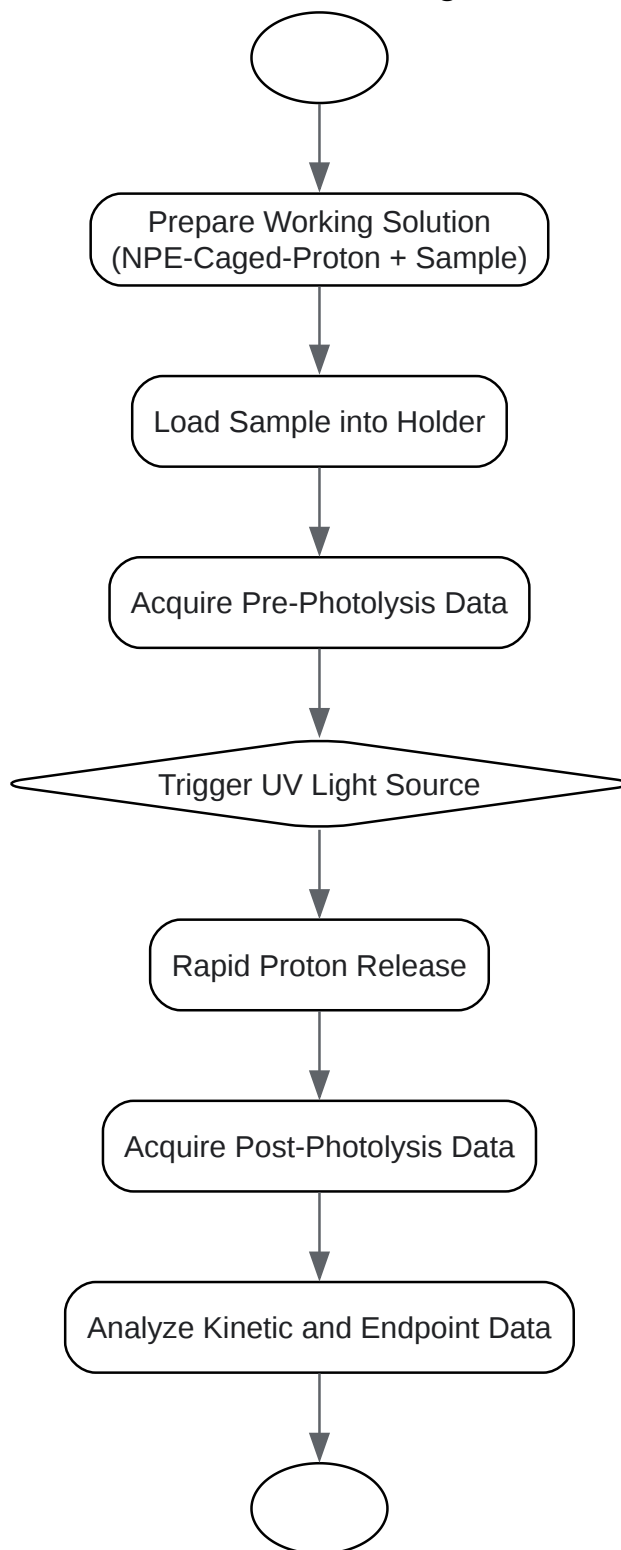 Prepare Working Solution
(NPE-Caged-Proton + Sample)
Load Sample into Holder
Acquire Pre-Photolysis Data
Trigger UV Light Source
Rapid Proton Release
Acquire Post-Photolysis Data
Analyze Kinetic and Endpoint Data